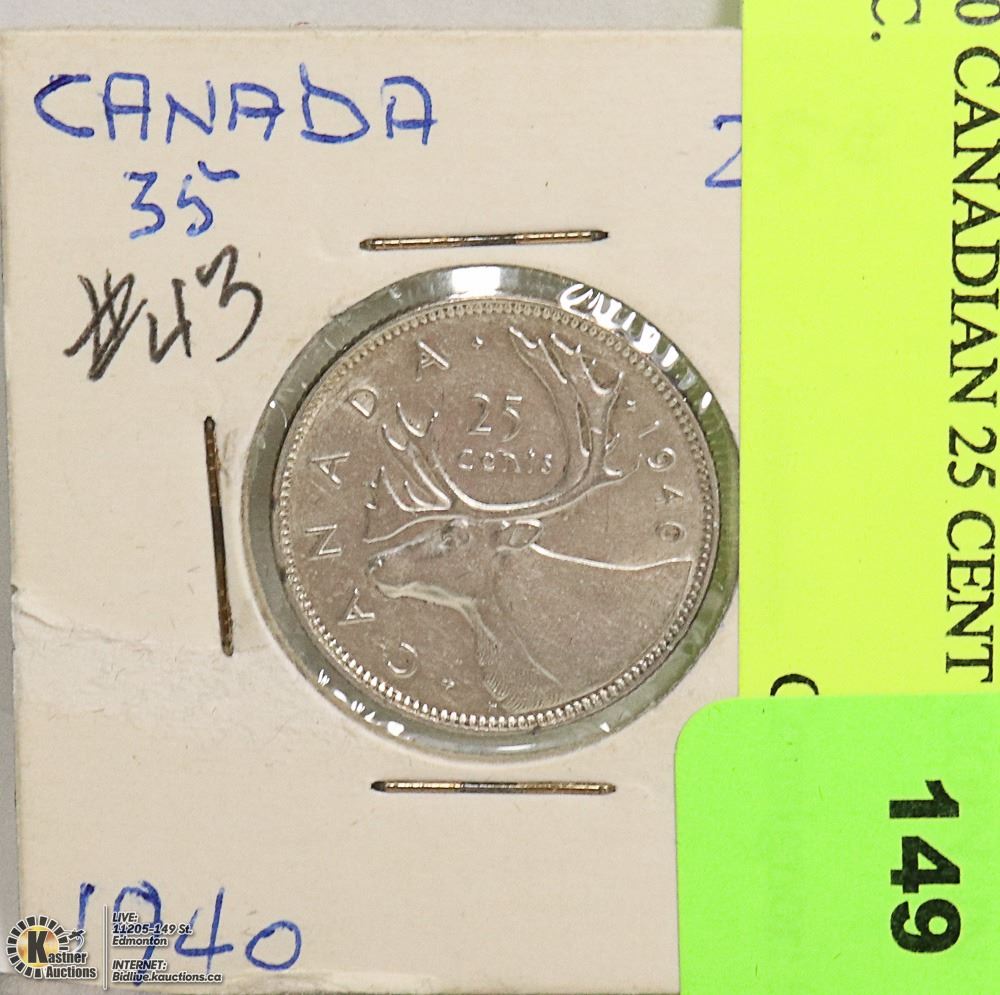 CANADA
35
#43
2
CANADA 1940
25
cents
1940
0 CANADIAN 25 CENT
C.
149
Kastner
Auctions
LIVE:
11205-149 St.
Edmonton
INTERNET:
Bidlive.kauctions.ca